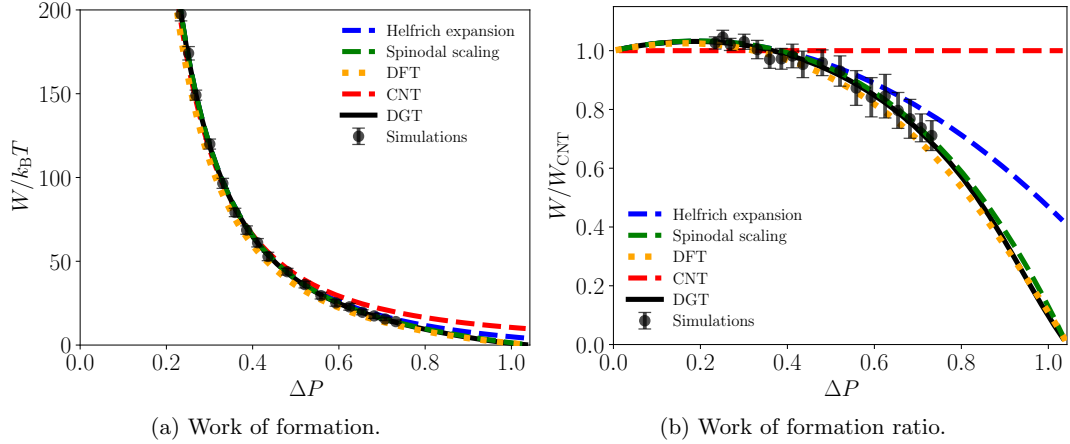 200
150
100
50
0
W/k_BT
0.0 0.2 0.4 0.6 0.8 1.0
ΔP
Helfrich expansion
Spinodal scaling
DFT
CNT
DGT
Simulations
(a) Work of formation.
1.0
0.8
0.6
0.4
0.2
0.0
W/W_CNT
0.0 0.2 0.4 0.6 0.8 1.0
ΔP
Helfrich expansion
Spinodal scaling
DFT
CNT
DGT
Simulations
(b) Work of formation ratio.